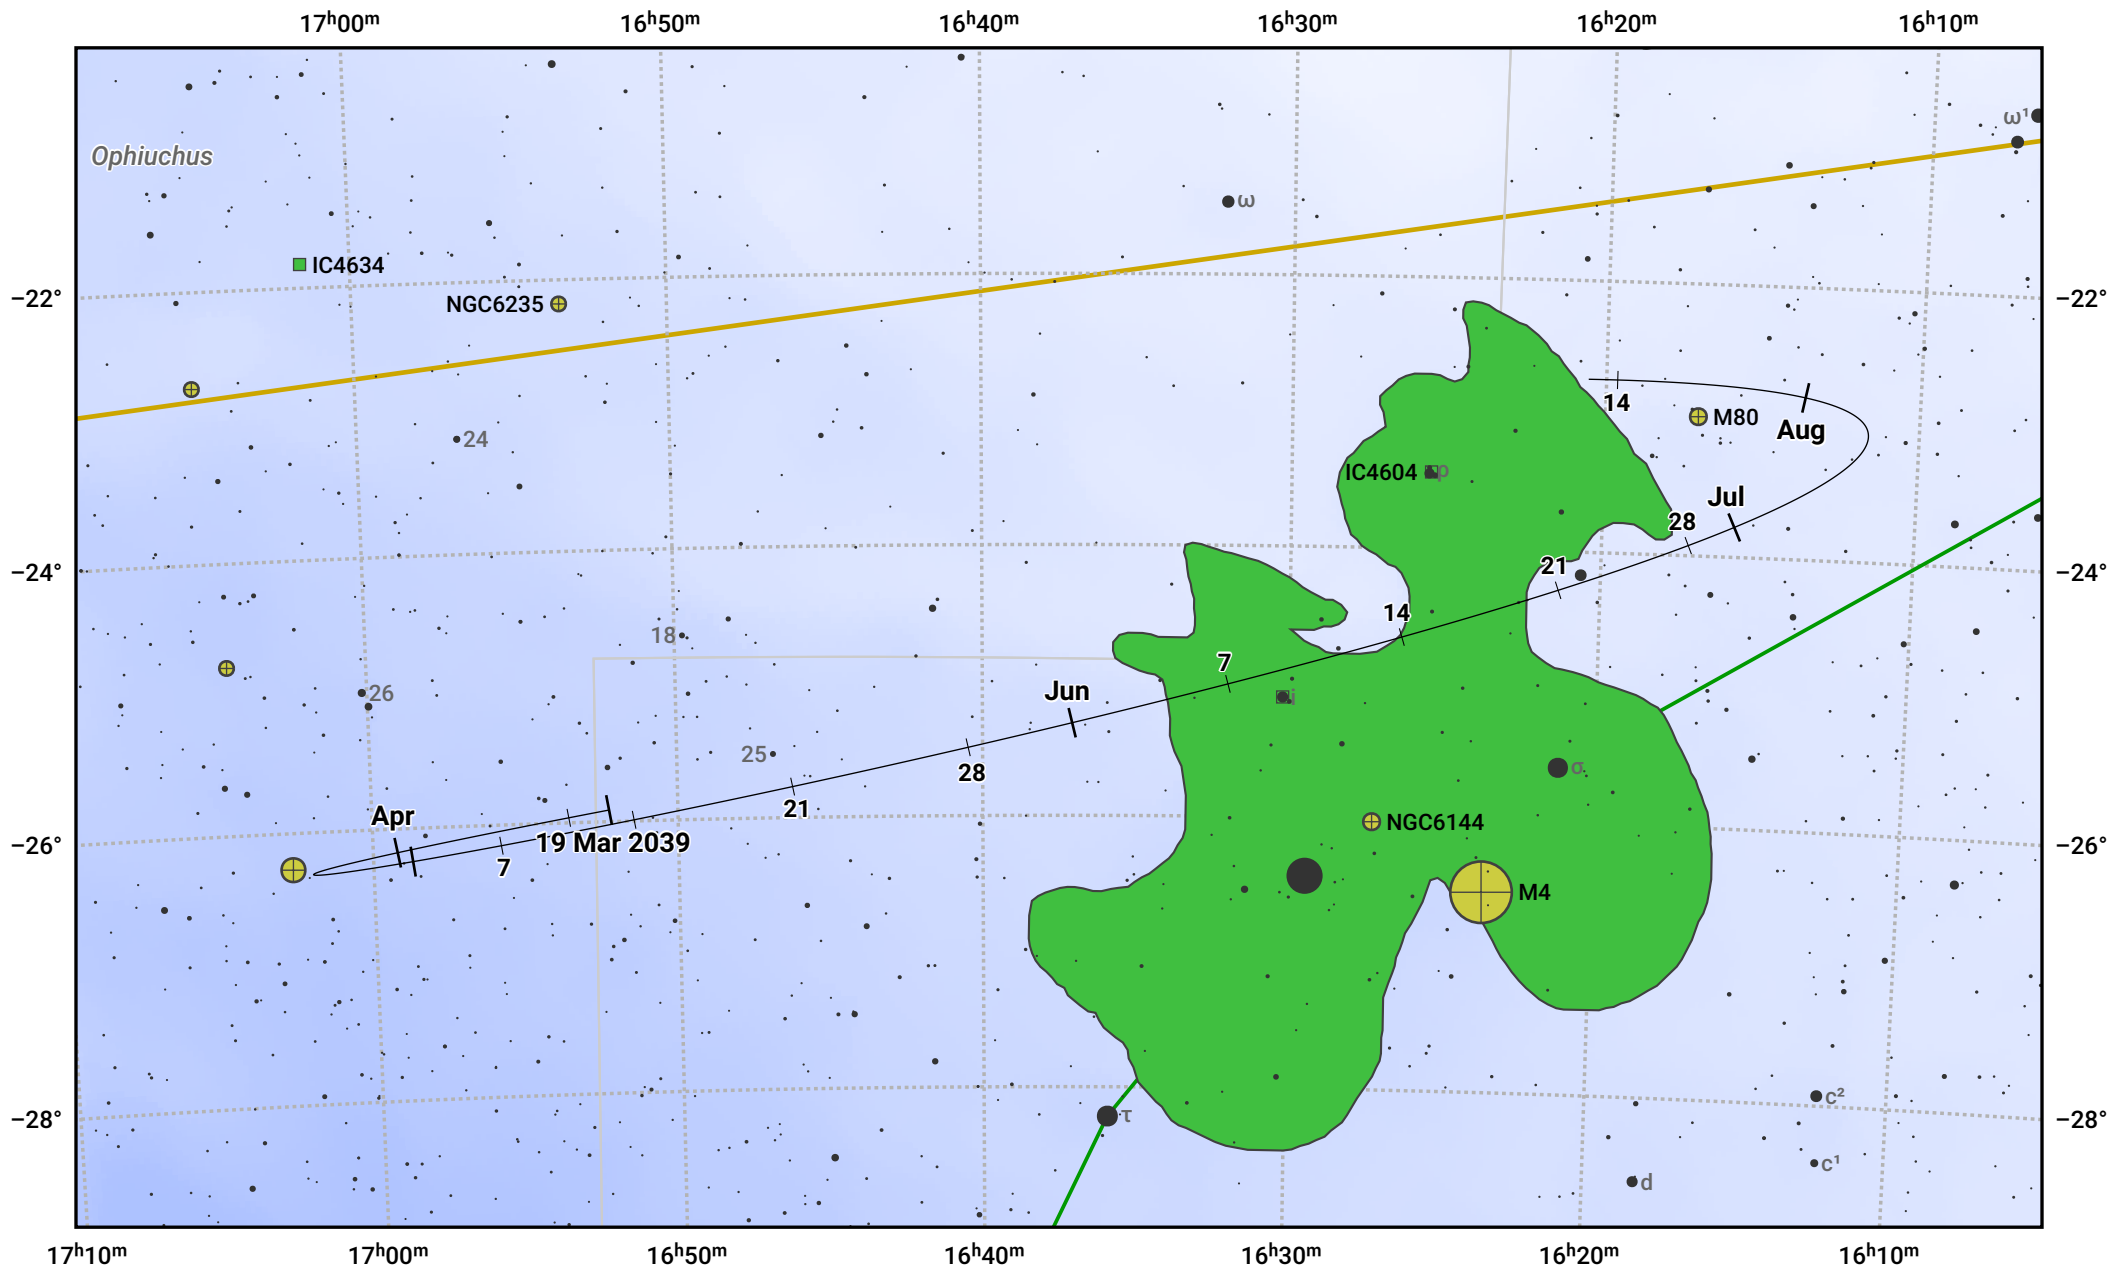 17ʰ00ᵐ 16ʰ50ᵐ 16ʰ40ᵐ 16ʰ30ᵐ 16ʰ20ᵐ 16ʰ10ᵐ
ω¹
Ophiuchus
ω
IC4634
−22° −22°
NGC6235
14
M80
Aug
24
IC4604 ρ
Jul
28
21
−24° −24°
14
18
7
26
Jun
i
25
σ
28
21
Apr
NGC6144
19 Mar 2039
−26° −26°
7
M4
c²
τ
−28° −28°
c¹
d
17ʰ10ᵐ 17ʰ00ᵐ 16ʰ50ᵐ 16ʰ40ᵐ 16ʰ30ᵐ 16ʰ20ᵐ 16ʰ10ᵐ